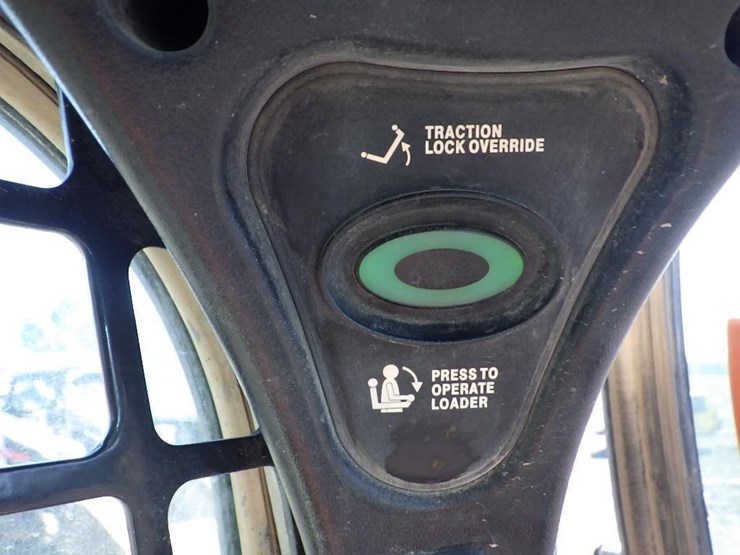 TRACTION
LOCK OVERRIDE
PRESS TO
OPERATE
LOADER